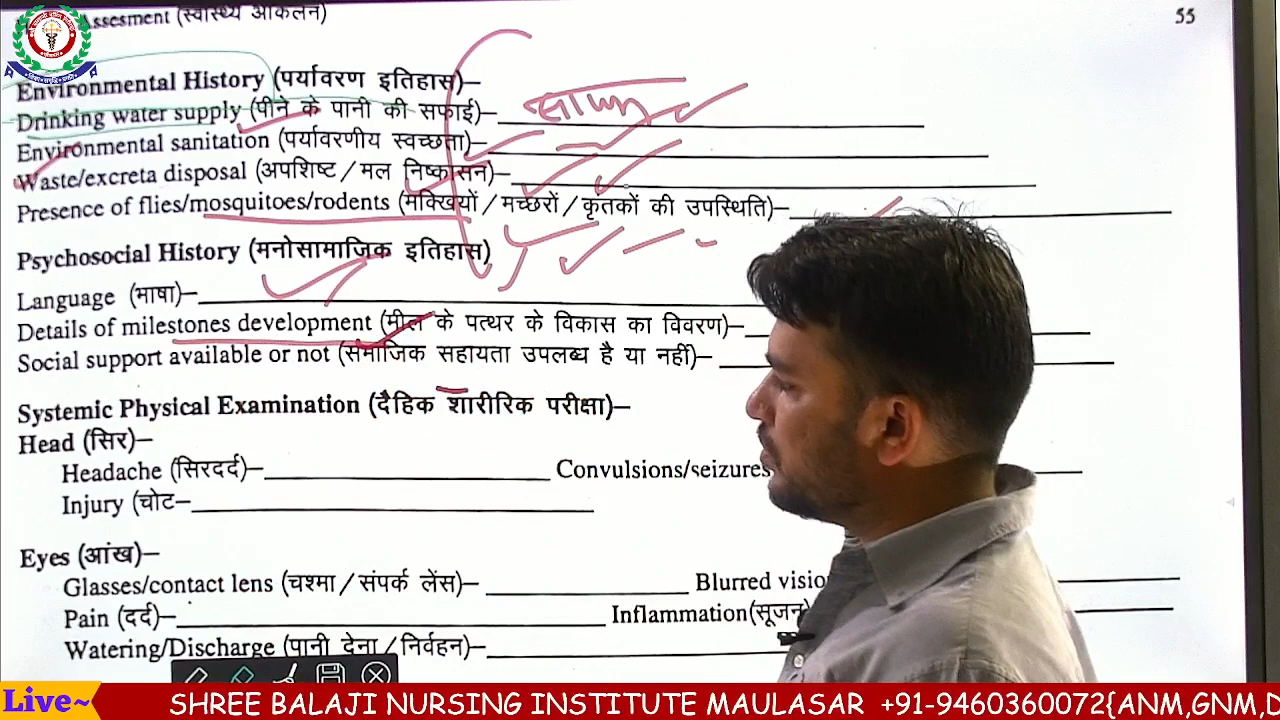 Assesment (स्वास्थ्य आकलन) 55
Environmental History (पर्यावरण इतिहास)–
Drinking water supply (पीने के पानी की सफाई)–
Environmental sanitation (पर्यावरणीय स्वच्छता)–
Waste/excreta disposal (अपशिष्ट / मल निष्कासन)–
Presence of flies/mosquitoes/rodents (मक्खियों / मच्छरों / कृतकों की उपस्थिति)–
Psychosocial History (मनोसामाजिक इतिहास)
Language (भाषा)–
Details of milestones development (मील के पत्थर के विकास का विवरण)–
Social support available or not (समाजिक सहायता उपलब्ध है या नहीं)–
Systemic Physical Examination (दैहिक शारीरिक परीक्षा)–
Head (सिर)–
Headache (सिरदर्द)– Convulsions/seizures
Injury (चोट–
Eyes (आंख)–
Glasses/contact lens (चश्मा / संपर्क लेंस)– Blurred visio
Pain (दर्द)– Inflammation(सूजन)
Watering/Discharge (पानी देना / निर्वहन)–
Live~ SHREE BALAJI NURSING INSTITUTE MAULASAR +91-9460360072{ANM,GNM,D